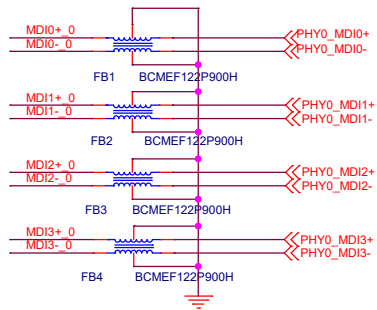 MDI0+_0 PHY0_MDI0+
MDI0-_0 PHY0_MDI0-
FB1 BCMEF122P900H
MDI1+_0 PHY0_MDI1+
MDI1-_0 PHY0_MDI1-
FB2 BCMEF122P900H
MDI2+_0 PHY0_MDI2+
MDI2-_0 PHY0_MDI2-
FB3 BCMEF122P900H
MDI3+_0 PHY0_MDI3+
MDI3-_0 PHY0_MDI3-
FB4 BCMEF122P900H